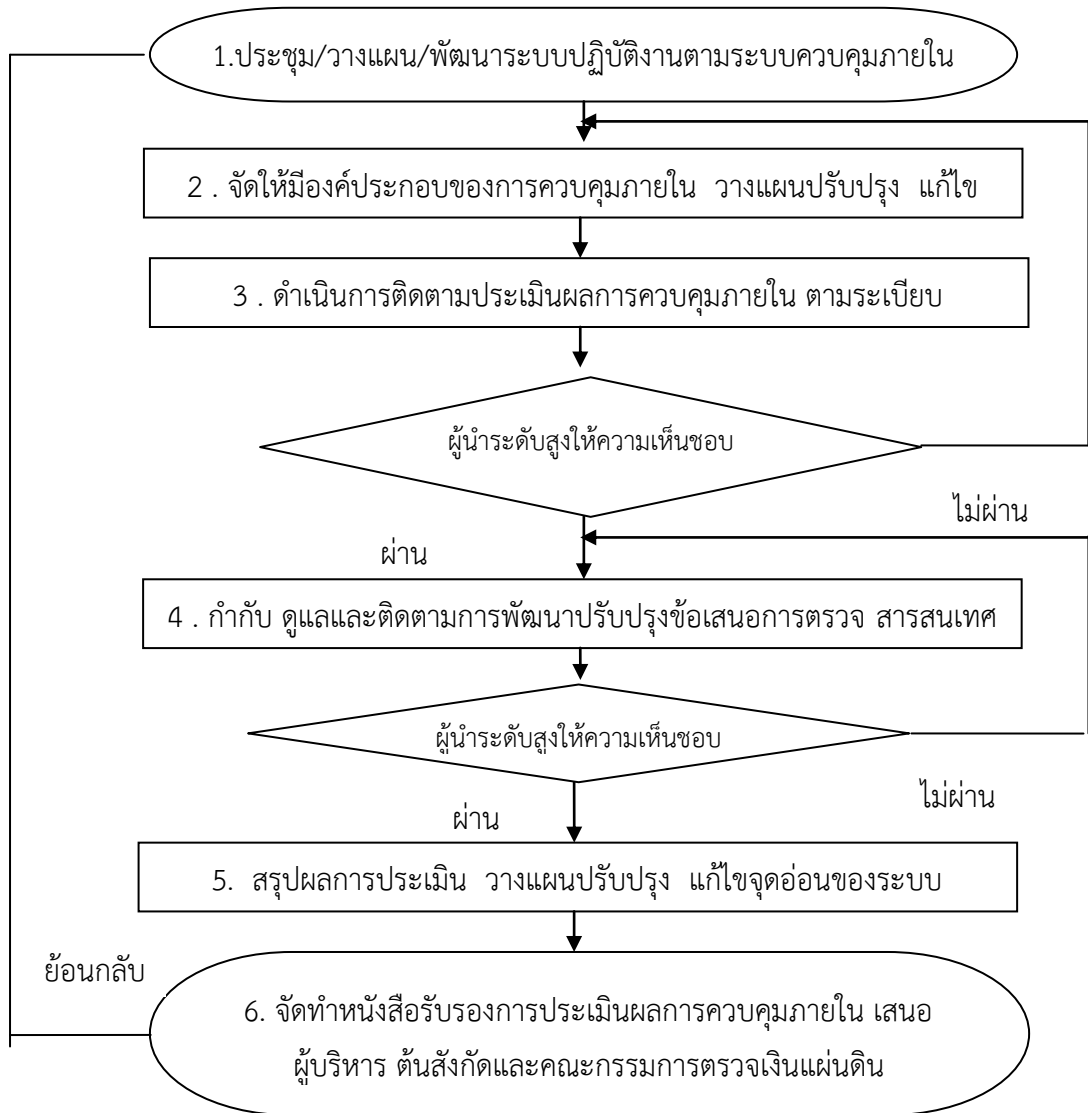 1.ประชุม/วางแผน/พัฒนาระบบปฏิบัติงานตามระบบควบคุมภายใน
2 . จัดให้มีองค์ประกอบของการควบคุมภายใน วางแผนปรับปรุง แก้ไข
3 . ดำเนินการติดตามประเมินผลการควบคุมภายใน ตามระเบียบ
ผู้นำระดับสูงให้ความเห็นชอบ
ไม่ผ่าน
ผ่าน
4 . กำกับ ดูแลและติดตามการพัฒนาปรับปรุงข้อเสนอการตรวจ สารสนเทศ
ผู้นำระดับสูงให้ความเห็นชอบ
ไม่ผ่าน
ผ่าน
5. สรุปผลการประเมิน วางแผนปรับปรุง แก้ไขจุดอ่อนของระบบ
ย้อนกลับ
6. จัดทำหนังสือรับรองการประเมินผลการควบคุมภายใน เสนอ
ผู้บริหาร ต้นสังกัดและคณะกรรมการตรวจเงินแผ่นดิน